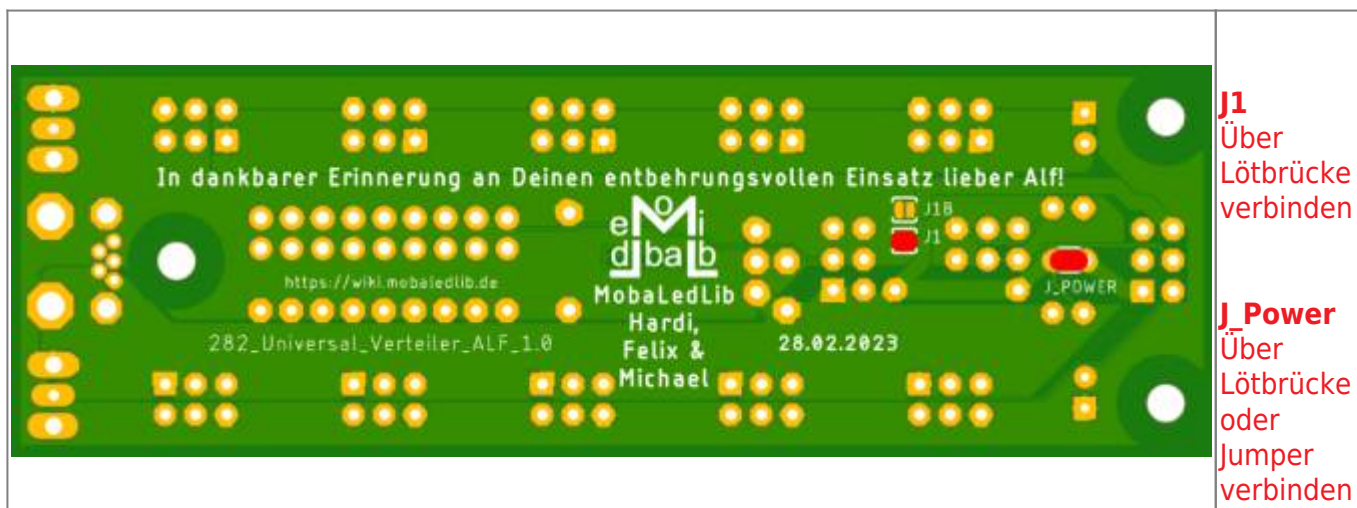 In dankbarer Erinnerung an Deinen entbehrungsvollen Einsatz lieber Alf!
J1B
J1
e M o i
d ba L b
https://wiki.mobaledlib.de
J_POWER
MobaLedLib
Hardi,
Felix &
Michael
282_Universal_Verteiler_ALF_1.0
28.02.2023
J1
Über
Lötbrücke
verbinden
J_Power
Über
Lötbrücke
oder
Jumper
verbinden